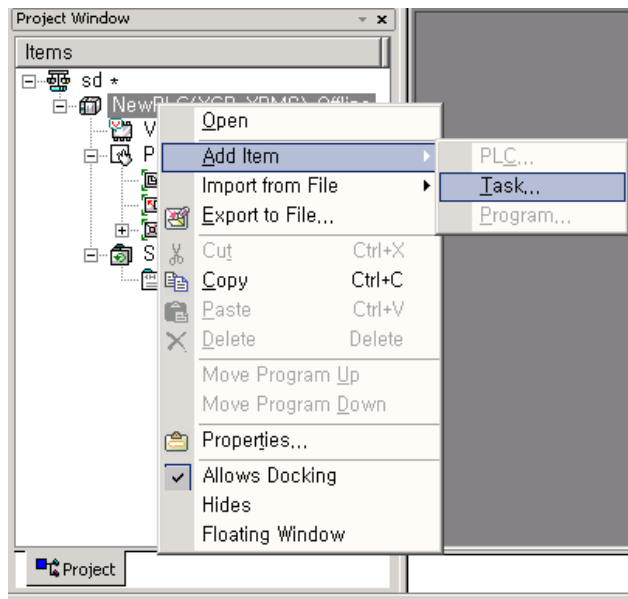 Project Window
Items
sd *
NewPLC(XGB-XBMS)-Offline
V
P
S
Open
Add Item
Import from File
Export to File...
Cut Ctrl+X
Copy Ctrl+C
Paste Ctrl+V
Delete Delete
Move Program Up
Move Program Down
Properties...
Allows Docking
Hides
Floating Window
PLC...
Task...
Program...
Project